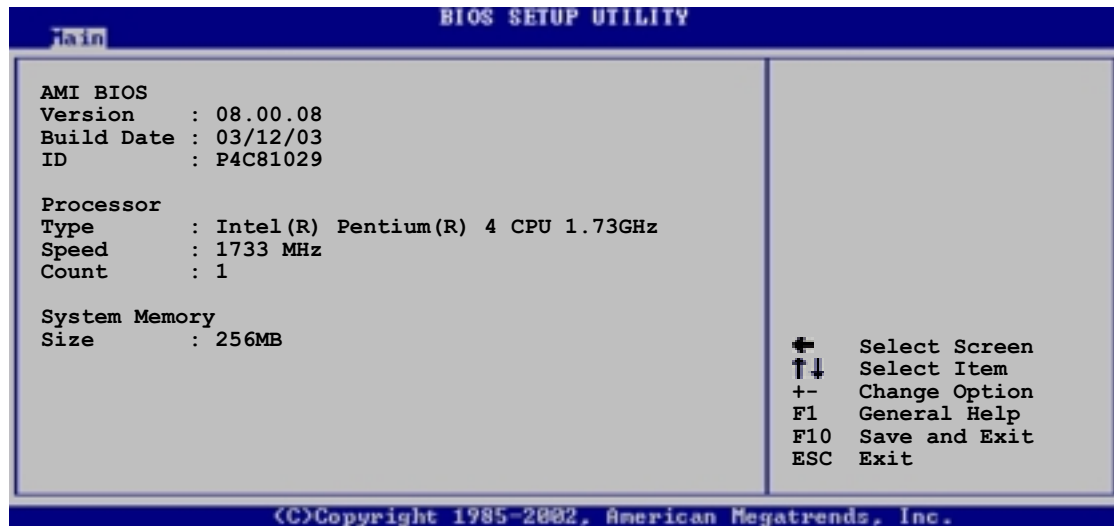 BIOS SETUP UTILITY
Main
AMI BIOS
Version : 08.00.08
Build Date : 03/12/03
ID : P4C81029
Processor
Type : Intel(R) Pentium(R) 4 CPU 1.73GHz
Speed : 1733 MHz
Count : 1
System Memory
Size : 256MB
← Select Screen
↑↓ Select Item
+- Change Option
F1 General Help
F10 Save and Exit
ESC Exit
(C)Copyright 1985-2002, American Megatrends, Inc.